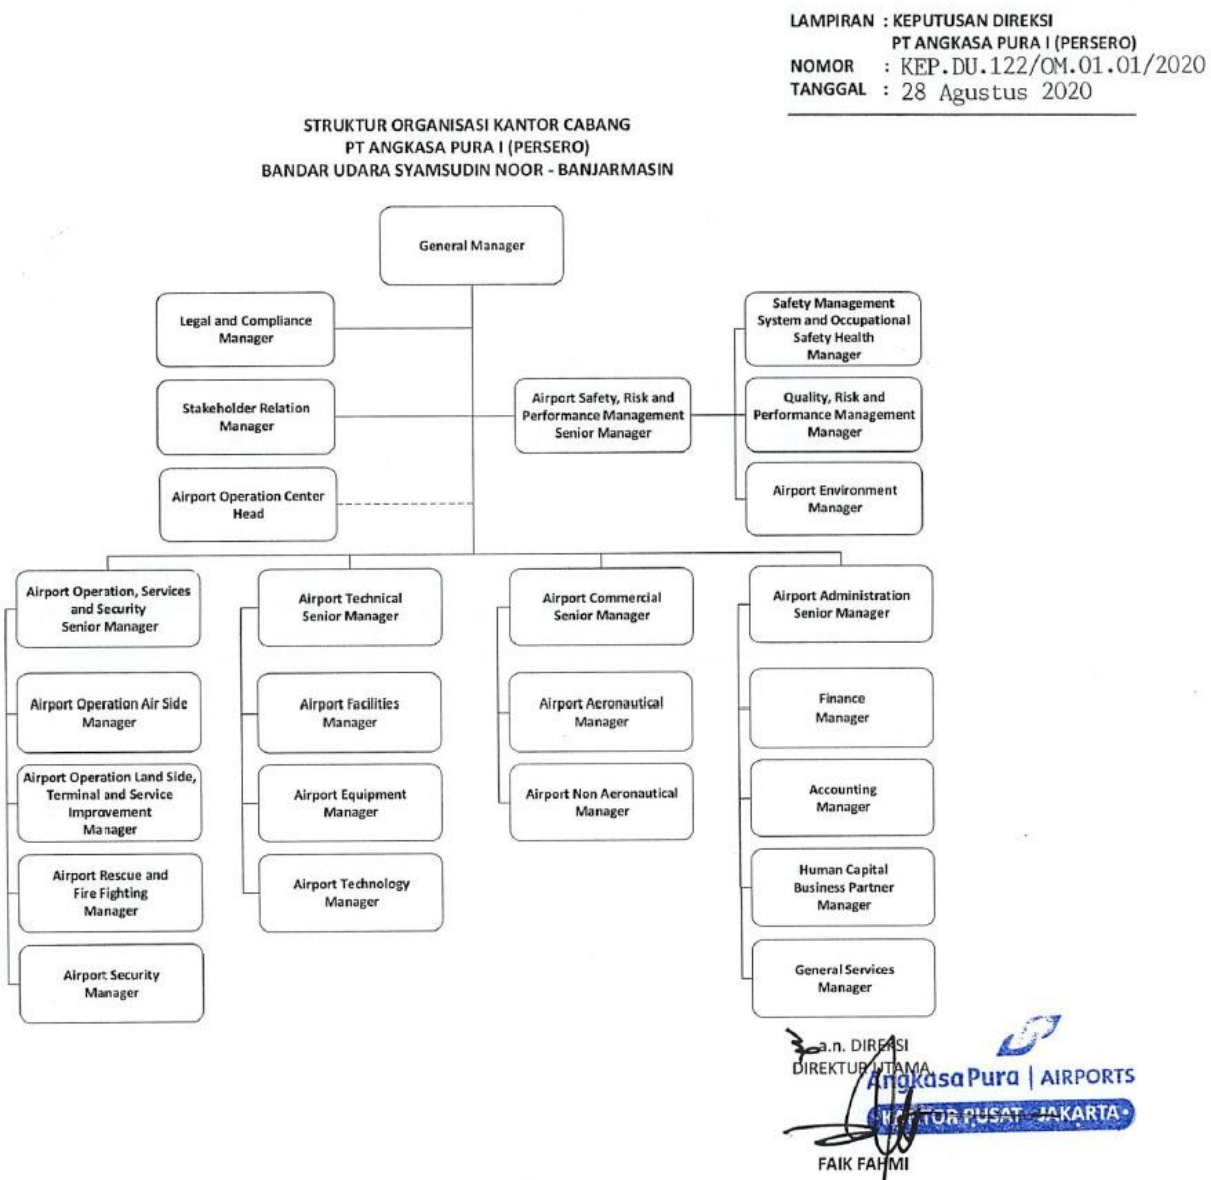 LAMPIRAN : KEPUTUSAN DIREKSI
PT ANGKASA PURA I (PERSERO)
NOMOR : KEP.DU.122/OM.01.01/2020
TANGGAL : 28 Agustus 2020
STRUKTUR ORGANISASI KANTOR CABANG
PT ANGKASA PURA I (PERSERO)
BANDAR UDARA SYAMSUDIN NOOR - BANJARMASIN
General Manager
Legal and Compliance
Manager
Safety Management
System and Occupational
Safety Health
Manager
Stakeholder Relation
Manager
Airport Safety, Risk and
Performance Management
Senior Manager
Quality, Risk and
Performance Management
Manager
Airport Operation Center
Head
Airport Environment
Manager
Airport Operation, Services
and Security
Senior Manager
Airport Technical
Senior Manager
Airport Commercial
Senior Manager
Airport Administration
Senior Manager
Airport Operation Air Side
Manager
Airport Facilities
Manager
Airport Aeronautical
Manager
Finance
Manager
Airport Operation Land Side,
Terminal and Service
Improvement
Manager
Airport Equipment
Manager
Airport Non Aeronautical
Manager
Accounting
Manager
Airport Rescue and
Fire Fighting
Manager
Airport Technology
Manager
Human Capital
Business Partner
Manager
Airport Security
Manager
General Services
Manager
a.n. DIREKSI
DIREKTUR UTAMA,
AngkasaPura | AIRPORTS
KANTOR PUSAT - JAKARTA
FAIK FAHMI